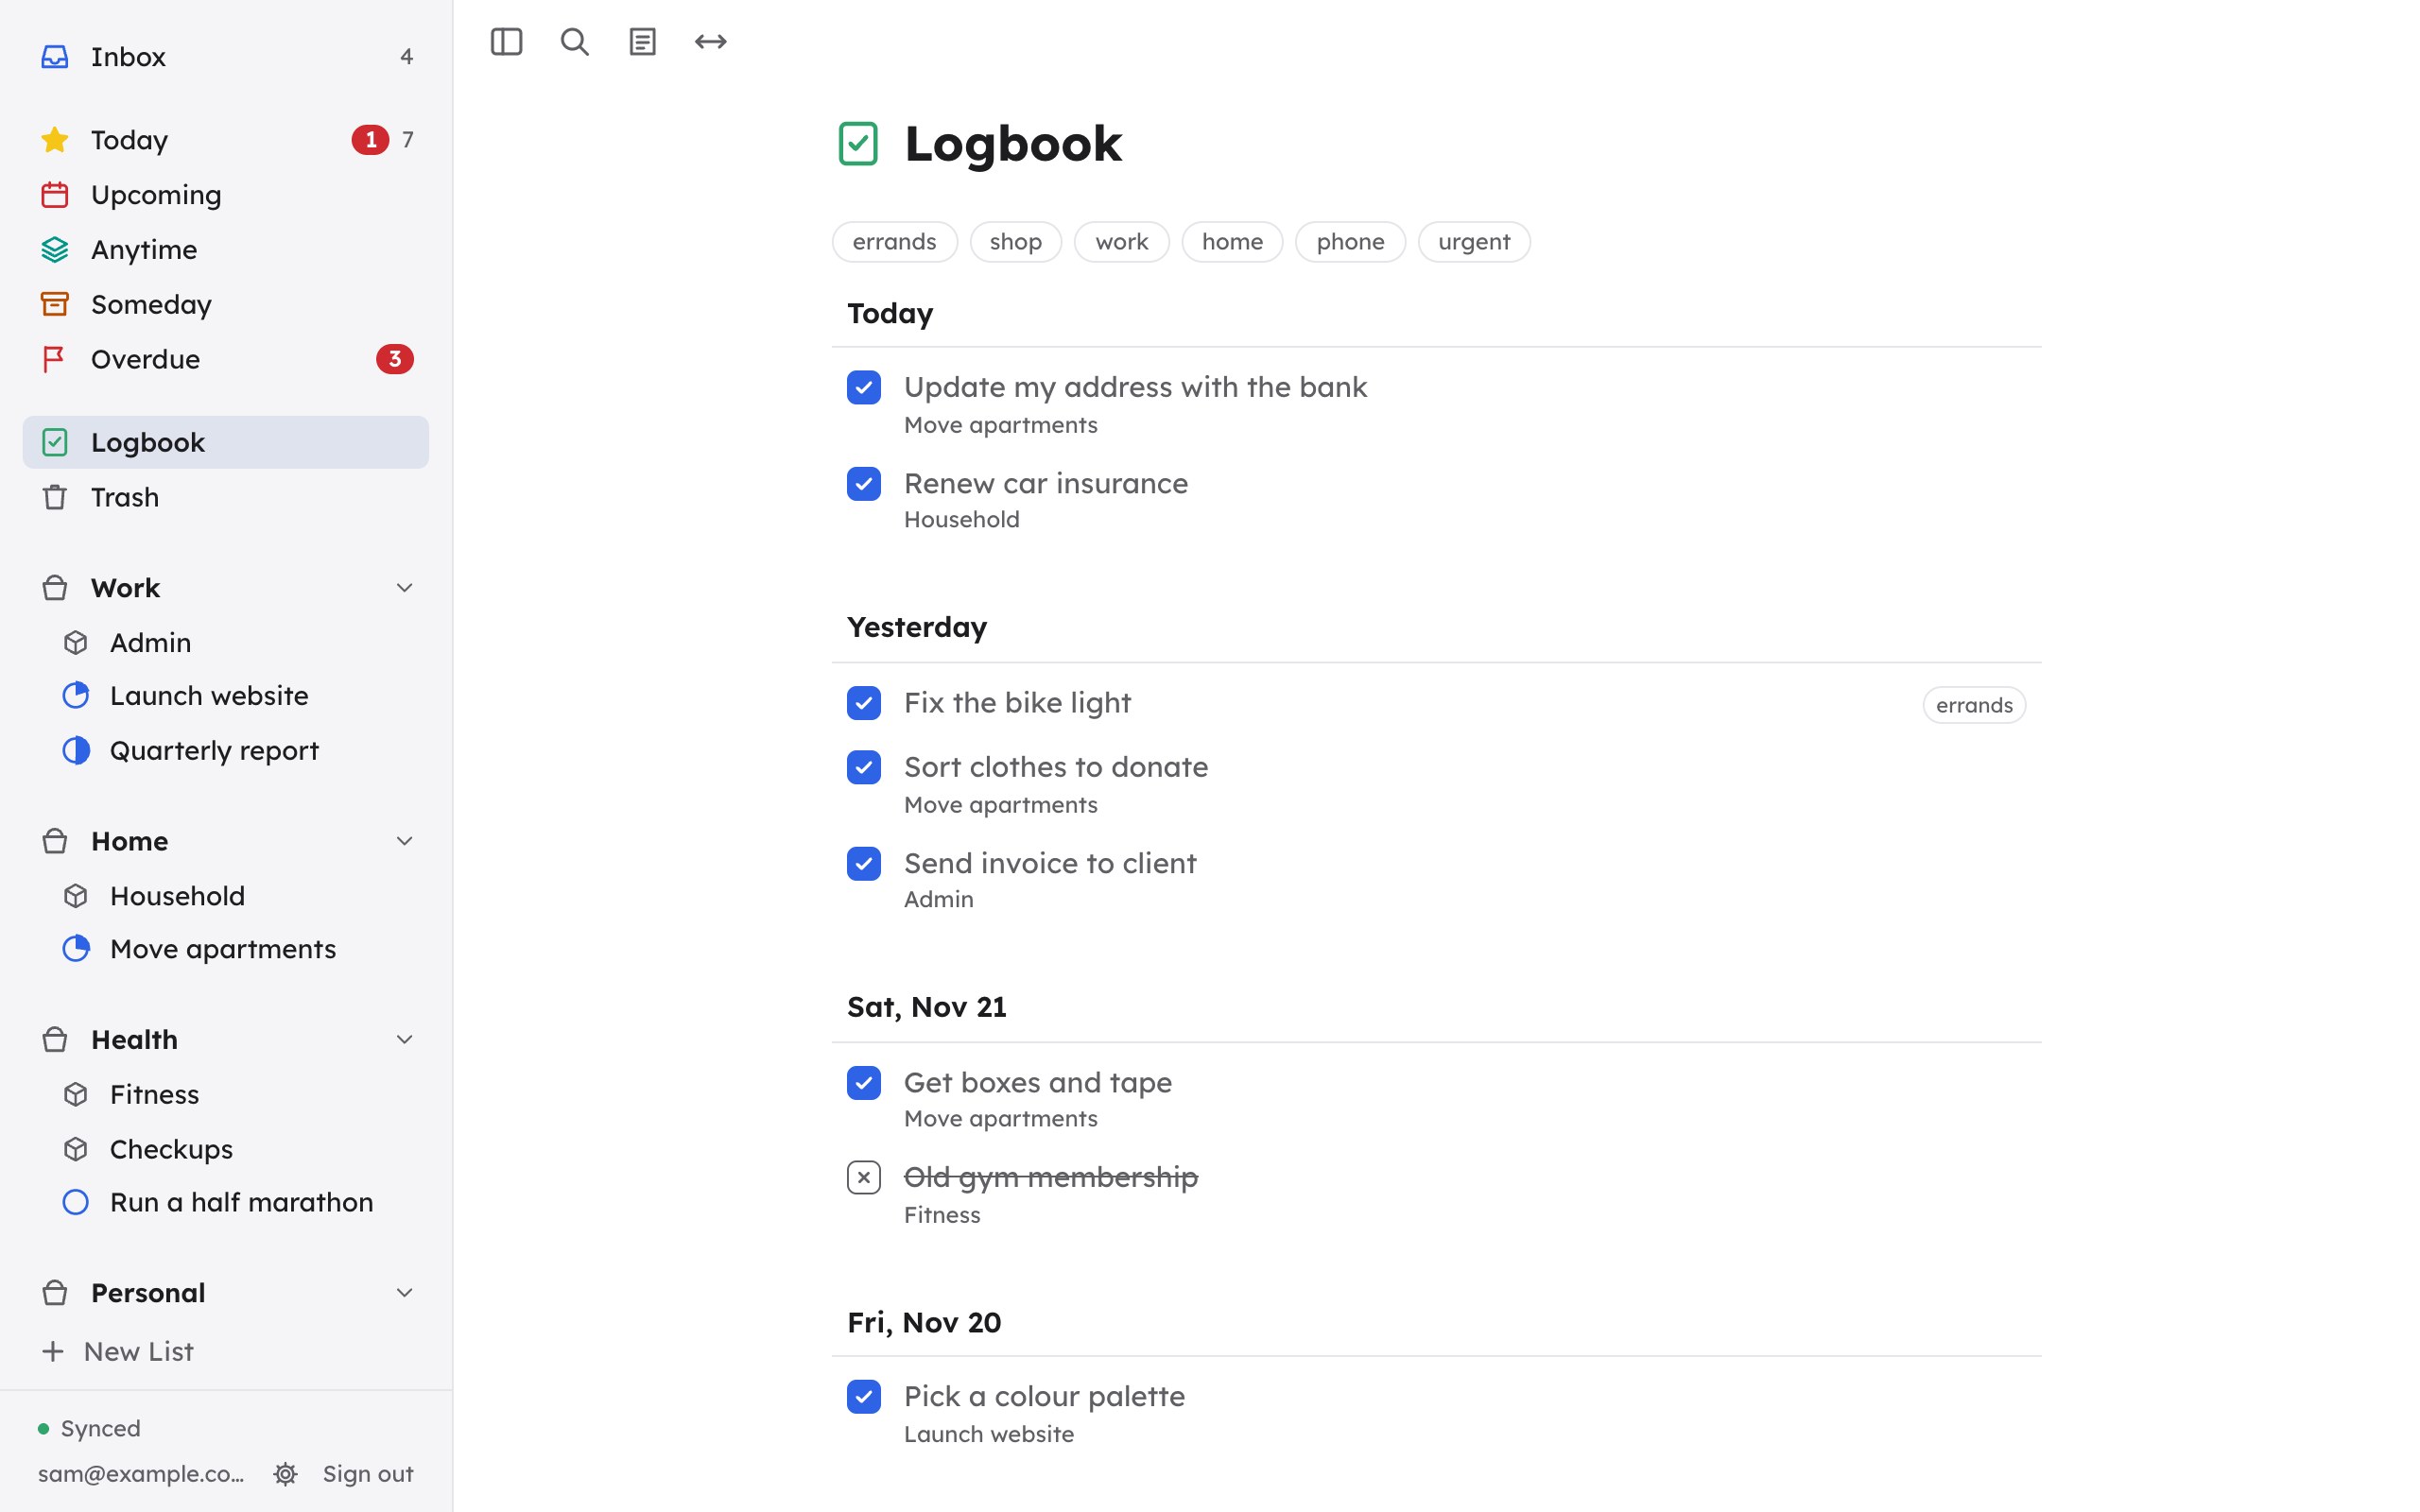 Inbox 4
Today 1 7
Upcoming
Anytime
Someday
Overdue 3
Logbook
Trash
Work
Admin
Launch website
Quarterly report
Home
Household
Move apartments
Health
Fitness
Checkups
Run a half marathon
Personal
New List
Synced
sam@example.co… Sign out
Logbook
errands shop work home phone urgent
Today
Update my address with the bank
Move apartments
Renew car insurance
Household
Yesterday
Fix the bike light errands
Sort clothes to donate
Move apartments
Send invoice to client
Admin
Sat, Nov 21
Get boxes and tape
Move apartments
Old gym membership
Fitness
Fri, Nov 20
Pick a colour palette
Launch website